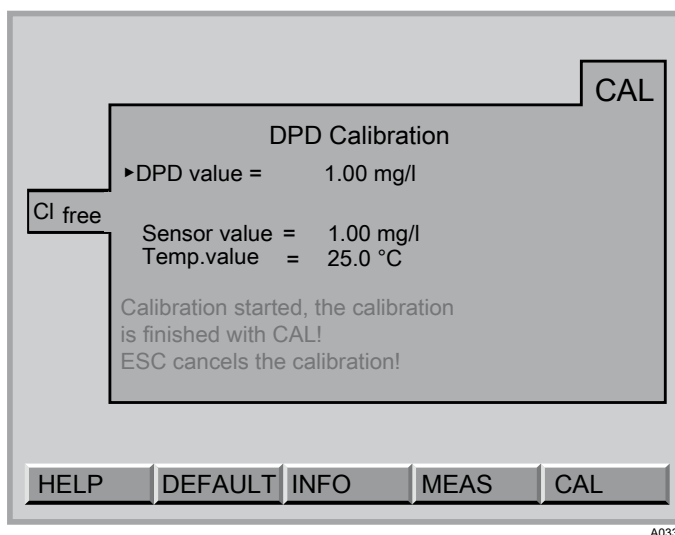 CAL
DPD Calibration
▸DPD value = 1.00 mg/l
Cl free
Sensor value = 1.00 mg/l
Temp.value = 25.0 °C
Calibration started, the calibration
is finished with CAL!
ESC cancels the calibration!
HELP DEFAULT INFO MEAS CAL